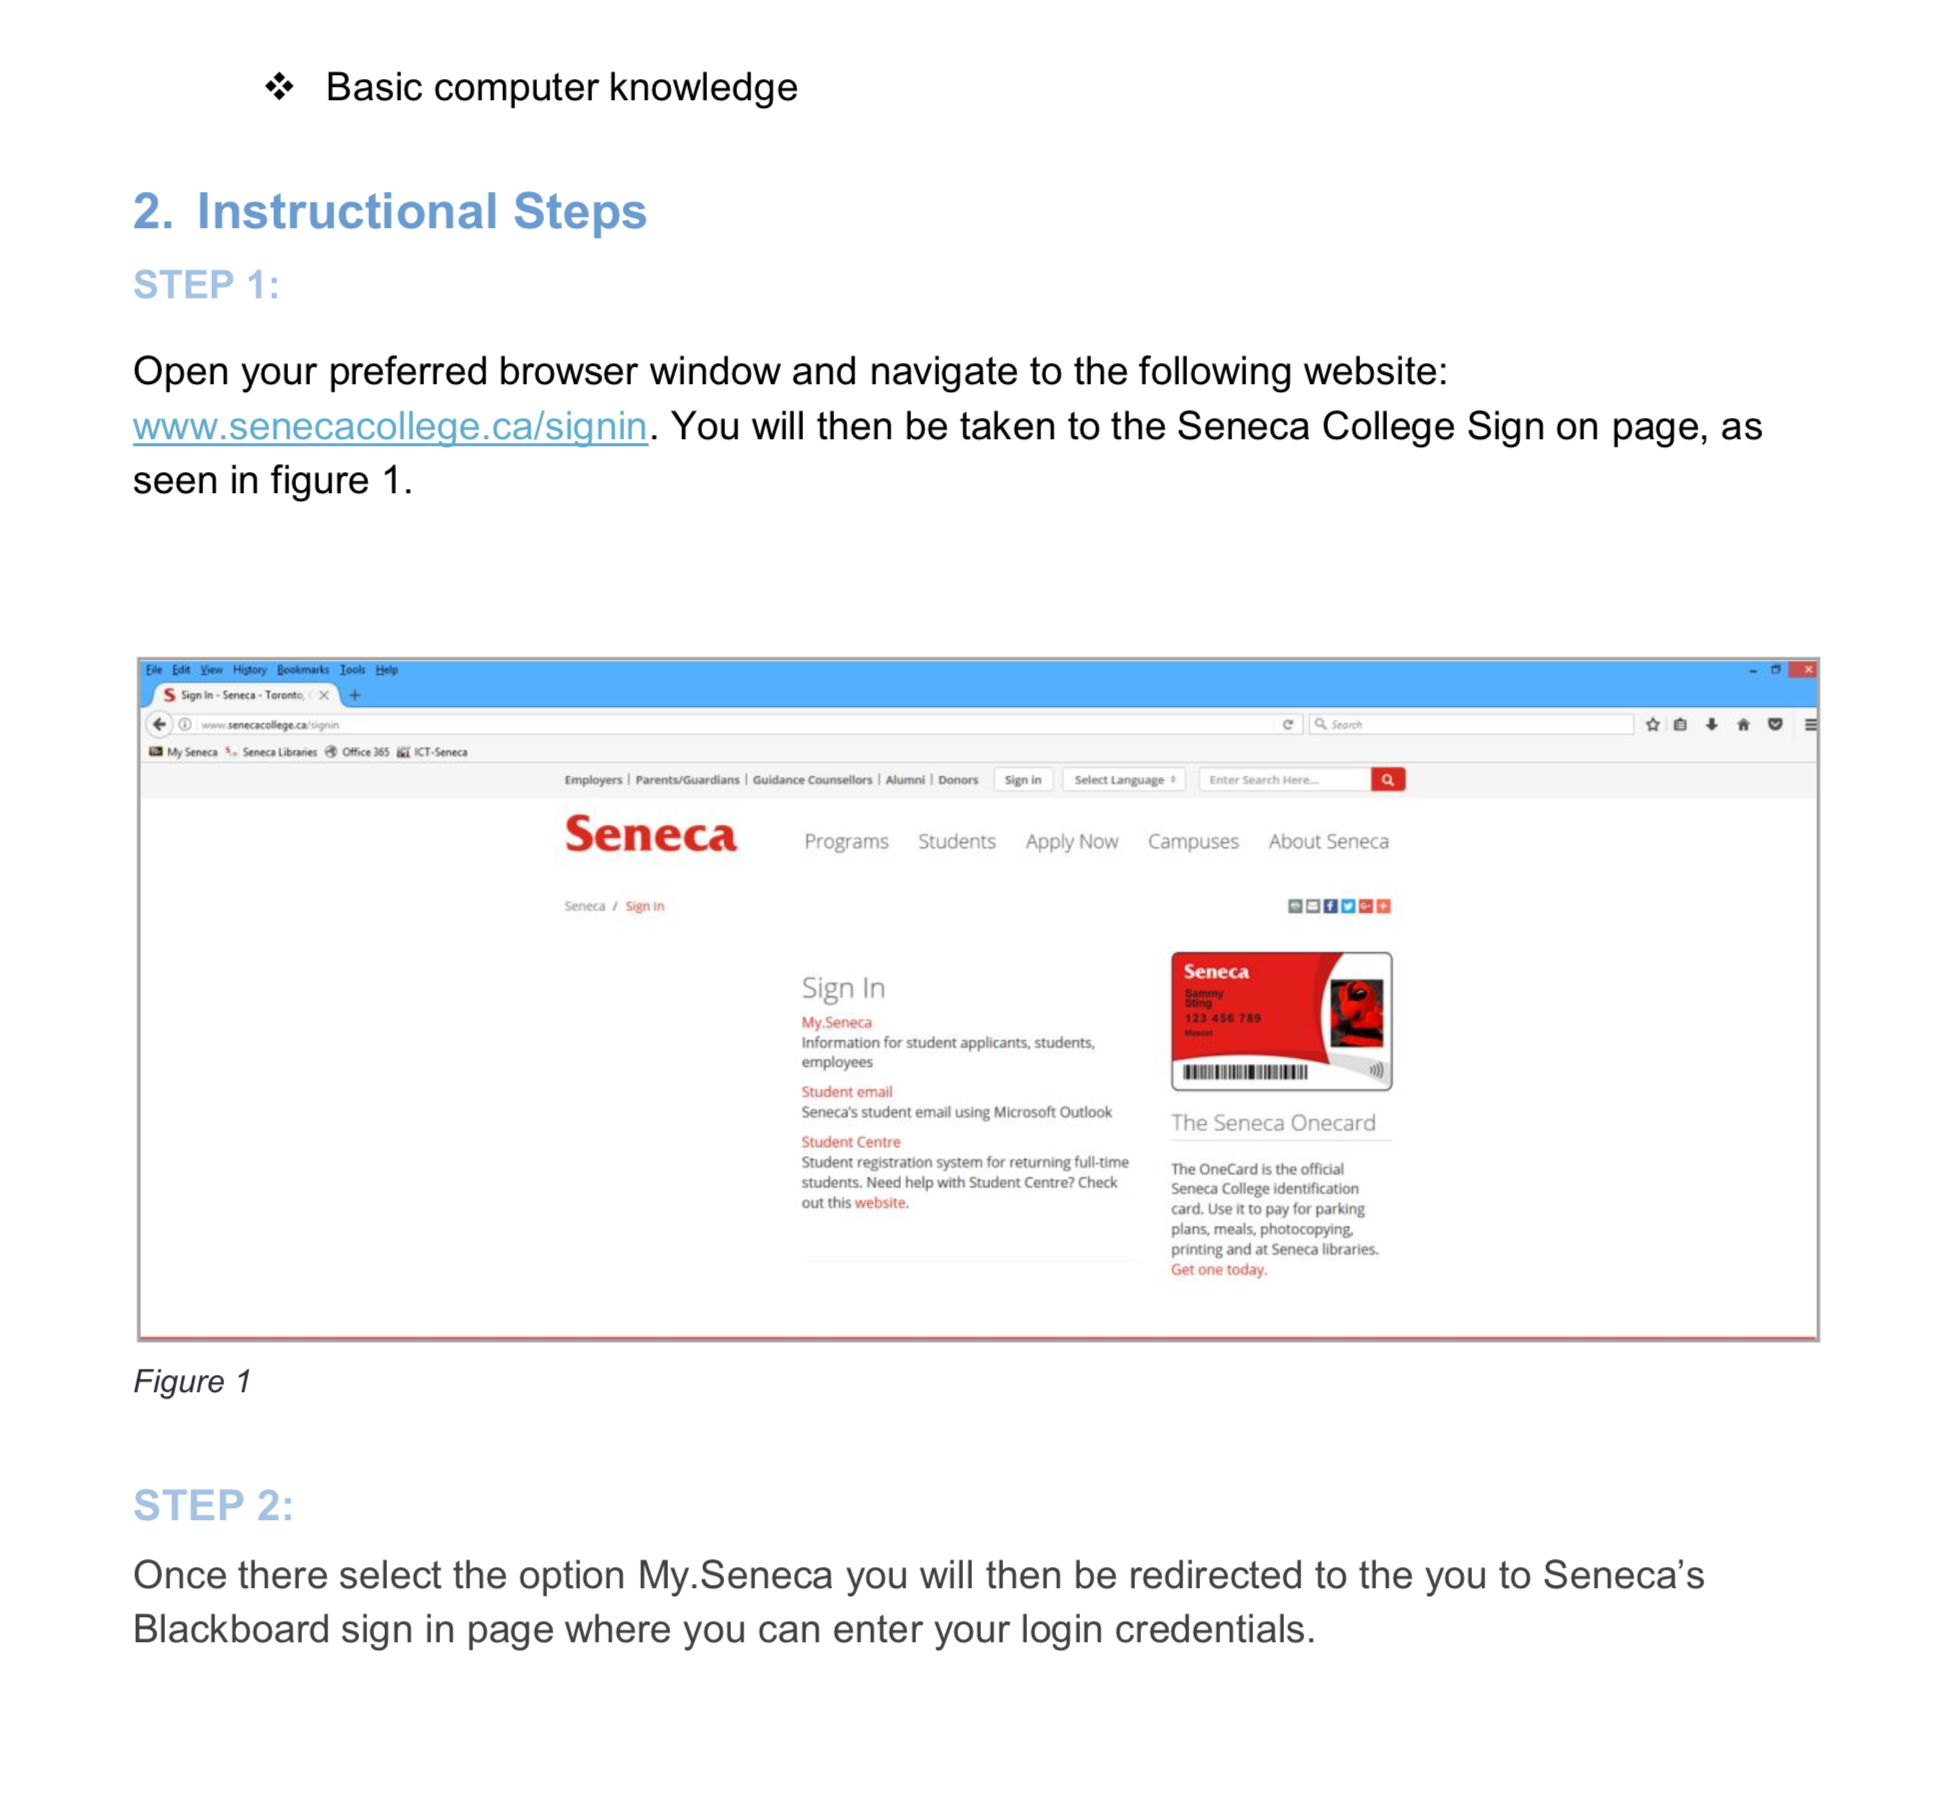 ❖ Basic computer knowledge
2. Instructional Steps
STEP 1:
Open your preferred browser window and navigate to the following website:
www.senecacollege.ca/signin. You will then be taken to the Seneca College Sign on page, as
seen in figure 1.
File Edit View History Bookmarks Tools Help
Sign In - Seneca - Toronto,
www.senecacollege.ca/signin
Search
My Seneca Seneca Libraries Office 365 ICT-Seneca
Employers | Parents/Guardians | Guidance Counsellors | Alumni | Donors Sign in Select Language Enter Search Here...
Seneca Programs Students Apply Now Campuses About Seneca
Seneca / Sign In
Sign In
My.Seneca
Information for student applicants, students,
employees
Student email
Seneca's student email using Microsoft Outlook
Student Centre
Student registration system for returning full-time
students. Need help with Student Centre? Check
out this website.
Seneca
Sammy
Sting
123 456 789
Mascot
The Seneca Onecard
The OneCard is the official
Seneca College identification
card. Use it to pay for parking
plans, meals, photocopying,
printing and at Seneca libraries.
Get one today.
Figure 1
STEP 2:
Once there select the option My.Seneca you will then be redirected to the you to Seneca’s
Blackboard sign in page where you can enter your login credentials.